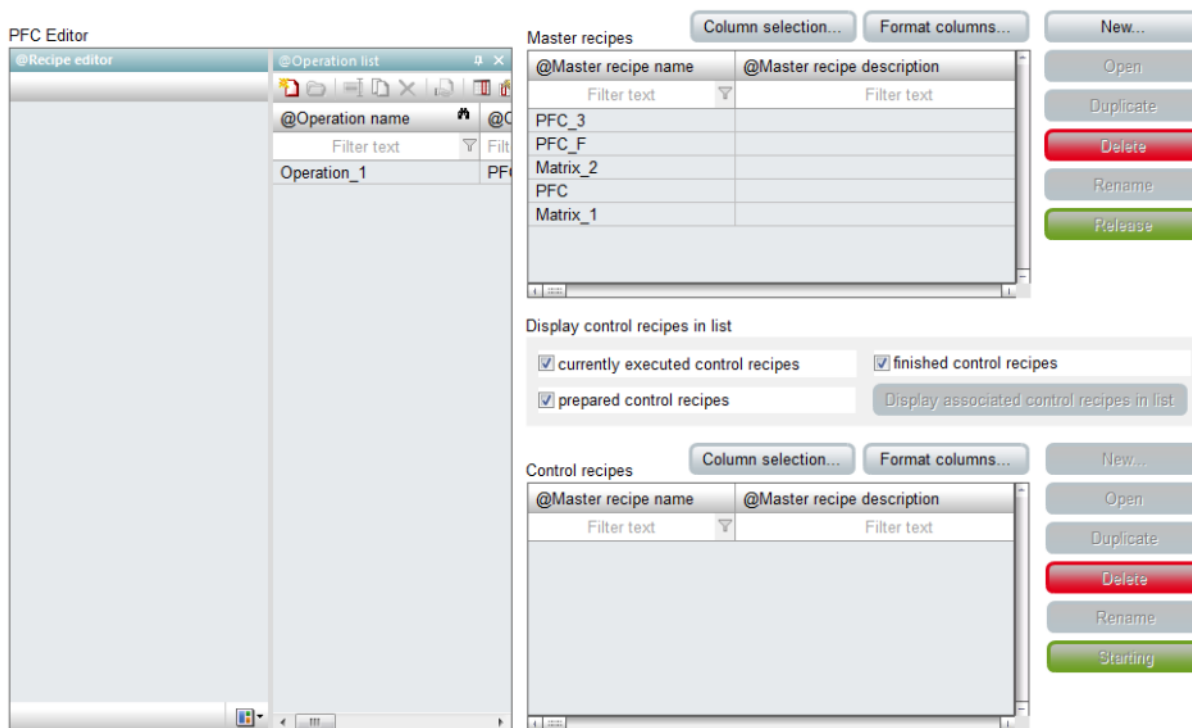 PFC Editor
@Recipe editor
@Operation list
@Operation name
@O
Filter text
Filt
Operation_1
PF
Master recipes
Column selection...
Format columns...
@Master recipe name
@Master recipe description
Filter text
Filter text
PFC_3
PFC_F
Matrix_2
PFC
Matrix_1
New...
Open
Duplicate
Delete
Rename
Release
Display control recipes in list
currently executed control recipes
finished control recipes
prepared control recipes
Display associated control recipes in list
Control recipes
Column selection...
Format columns...
@Master recipe name
@Master recipe description
Filter text
Filter text
New...
Open
Duplicate
Delete
Rename
Starting